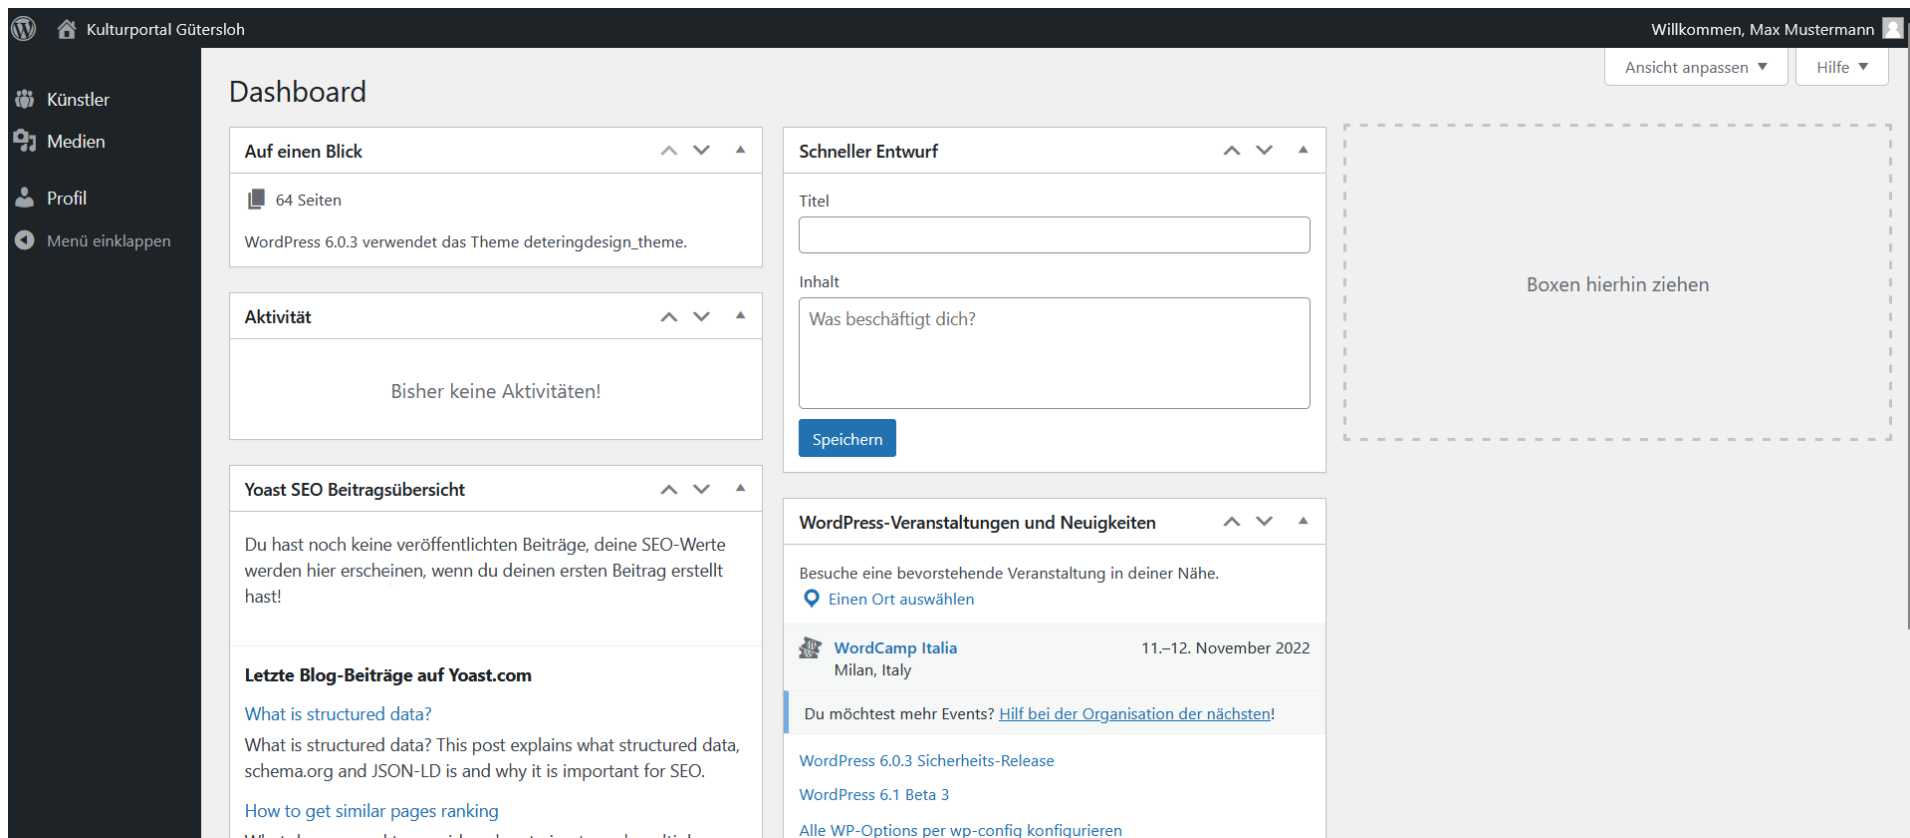 Kulturportal Gütersloh
Willkommen, Max Mustermann
Künstler
Medien
Profil
Menü einklappen
Ansicht anpassen
Hilfe
Dashboard
Auf einen Blick
64 Seiten
WordPress 6.0.3 verwendet das Theme deteringdesign_theme.
Aktivität
Bisher keine Aktivitäten!
Yoast SEO Beitragsübersicht
Du hast noch keine veröffentlichten Beiträge, deine SEO-Werte
werden hier erscheinen, wenn du deinen ersten Beitrag erstellt
hast!
Letzte Blog-Beiträge auf Yoast.com
What is structured data?
What is structured data? This post explains what structured data,
schema.org and JSON-LD is and why it is important for SEO.
How to get similar pages ranking
Schneller Entwurf
Titel
Inhalt
Was beschäftigt dich?
Speichern
WordPress-Veranstaltungen und Neuigkeiten
Besuche eine bevorstehende Veranstaltung in deiner Nähe.
Einen Ort auswählen
WordCamp Italia
11.–12. November 2022
Milan, Italy
Du möchtest mehr Events? Hilf bei der Organisation der nächsten!
WordPress 6.0.3 Sicherheits-Release
WordPress 6.1 Beta 3
Alle WP-Options per wp-config konfigurieren
Boxen hierhin ziehen